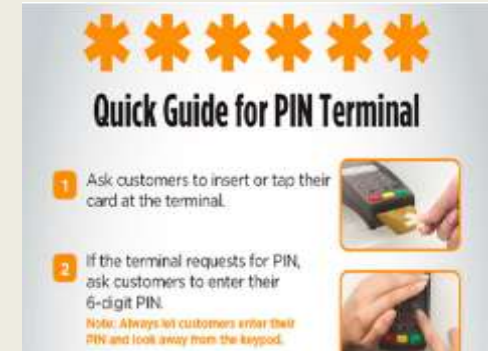 ******
Quick Guide for PIN Terminal
1 Ask customers to insert or tap their
card at the terminal.
2 If the terminal requests for PIN,
ask customers to enter their
6-digit PIN.
Note: Always let customers enter their
PIN and look away from the keypad.